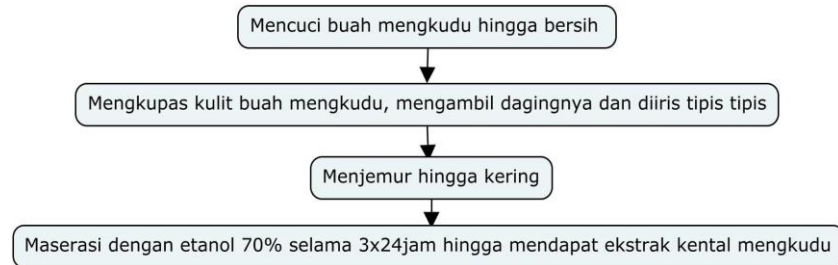 Mencuci buah mengkudu hingga bersih
Mengkupas kulit buah mengkudu, mengambil dagingnya dan diiris tipis tipis
Menjemur hingga kering
Maserasi dengan etanol 70% selama 3x24jam hingga mendapat ekstrak kental mengkudu